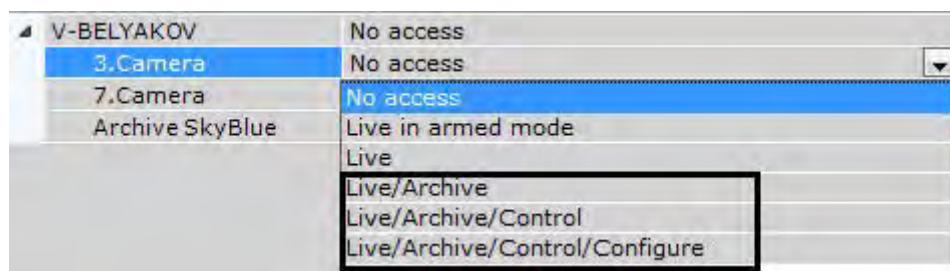 V-BELYAKOV No access
3.Camera No access
7.Camera No access
Archive SkyBlue Live in armed mode
Live
Live/Archive
Live/Archive/Control
Live/Archive/Control/Configure